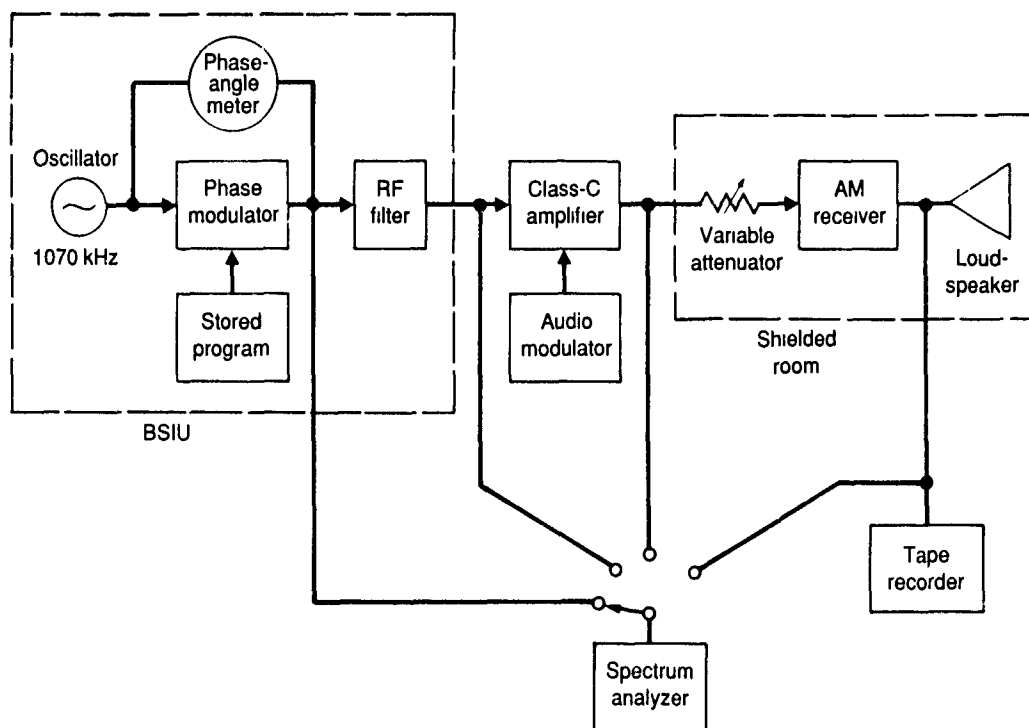 Phase-
angle
meter
Oscillator
1070 kHz
Phase
modulator
RF
filter
Stored
program
BSIU
Class-C
amplifier
Audio
modulator
Variable
attenuator
AM
receiver
Loud-
speaker
Shielded
room
Tape
recorder
Spectrum
analyzer